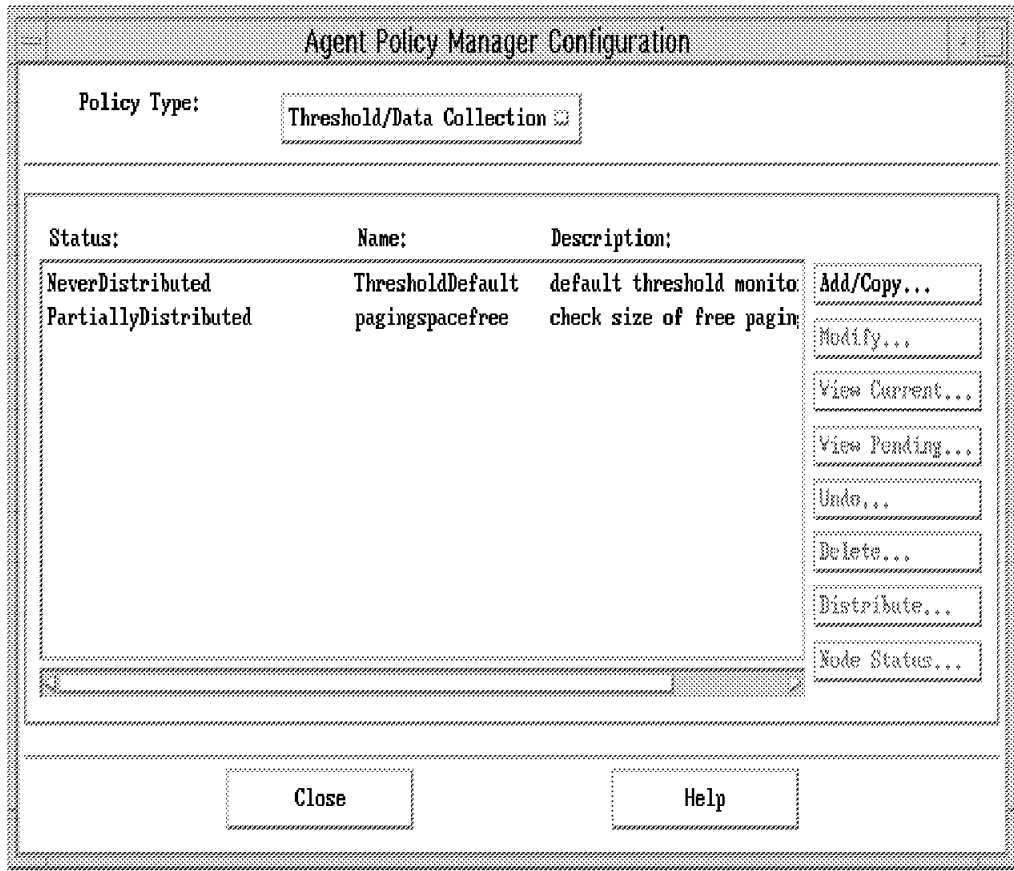 Agent Policy Manager Configuration
Policy Type:
Threshold/Data Collection
Status: Name: Description:
NeverDistributed ThresholdDefault default threshold monito
PartiallyDistributed pagingspacefree check size of free paging
Add/Copy...
Modify...
View Current...
View Pending...
Undo...
Delete...
Distribute...
Node Status...
Close Help